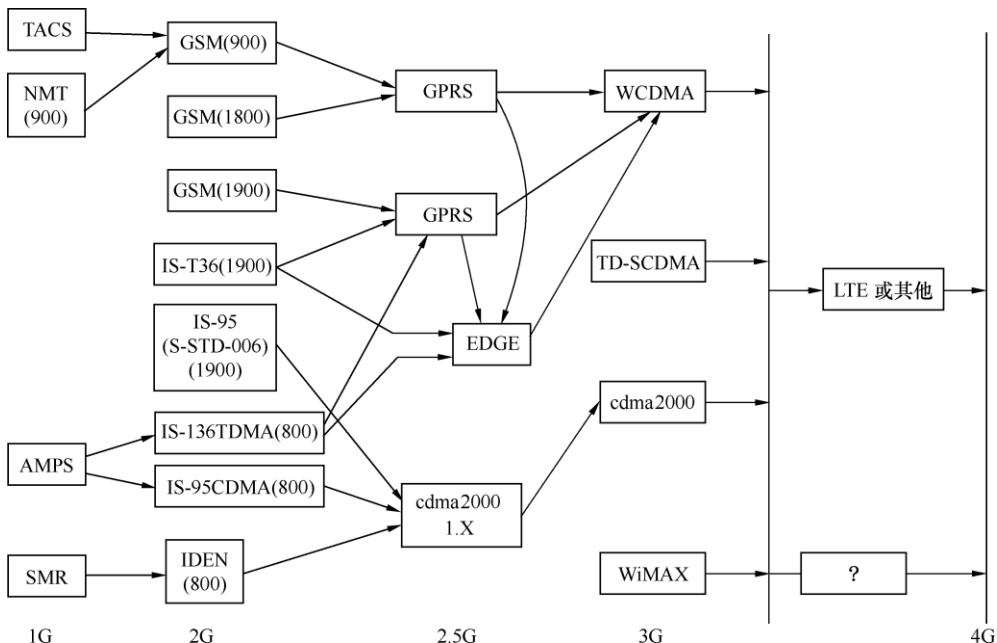 TACS
NMT
(900)
AMPS
SMR
1G
GSM(900)
GSM(1800)
GSM(1900)
IS-T36(1900)
IS-95
(S-STD-006)
(1900)
IS-136TDMA(800)
IS-95CDMA(800)
IDEN
(800)
2G
GPRS
GPRS
EDGE
cdma2000
1.X
2.5G
WCDMA
TD-SCDMA
cdma2000
WiMAX
3G
LTE 或其他
?
4G